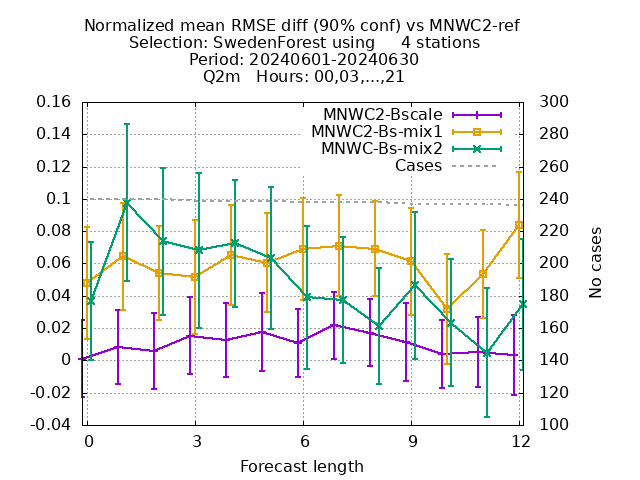 Normalized mean RMSE diff (90% conf) vs MNWC2-ref
Selection: SwedenForest using     4 stations
Period: 20240601-20240630
Q2m   Hours: 00,03,...,21
MNWC2-Bscale
MNWC2-Bs-mix1
MNWC-Bs-mix2
Cases
0.16
0.14
0.12
0.1
0.08
0.06
0.04
0.02
0
-0.02
-0.04
300
280
260
240
220
200
180
160
140
120
100
No cases
0 3 6 9 12
Forecast length